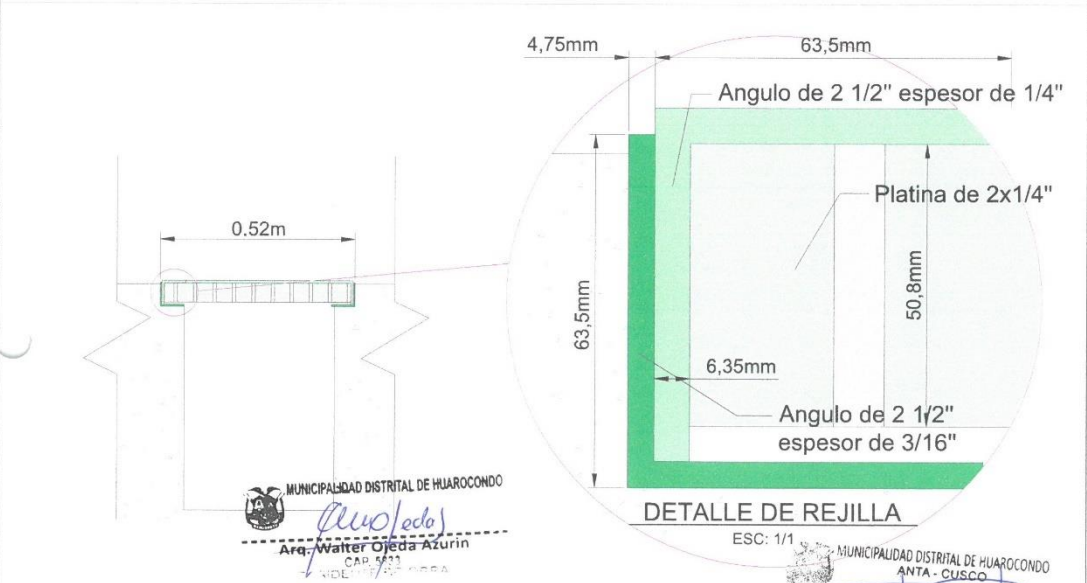 4,75mm
63,5mm
Angulo de 2 1/2" espesor de 1/4"
Platina de 2x1/4"
0.52m
63,5mm
50,8mm
6,35mm
Angulo de 2 1/2"
espesor de 3/16"
DETALLE DE REJILLA
ESC: 1/1
MUNICIPALIDAD DISTRITAL DE HUAROCONDO
Arq. Walter Ojeda Azurin
CAP
MUNICIPALIDAD DISTRITAL DE HUAROCONDO
ANTA - CUSCO